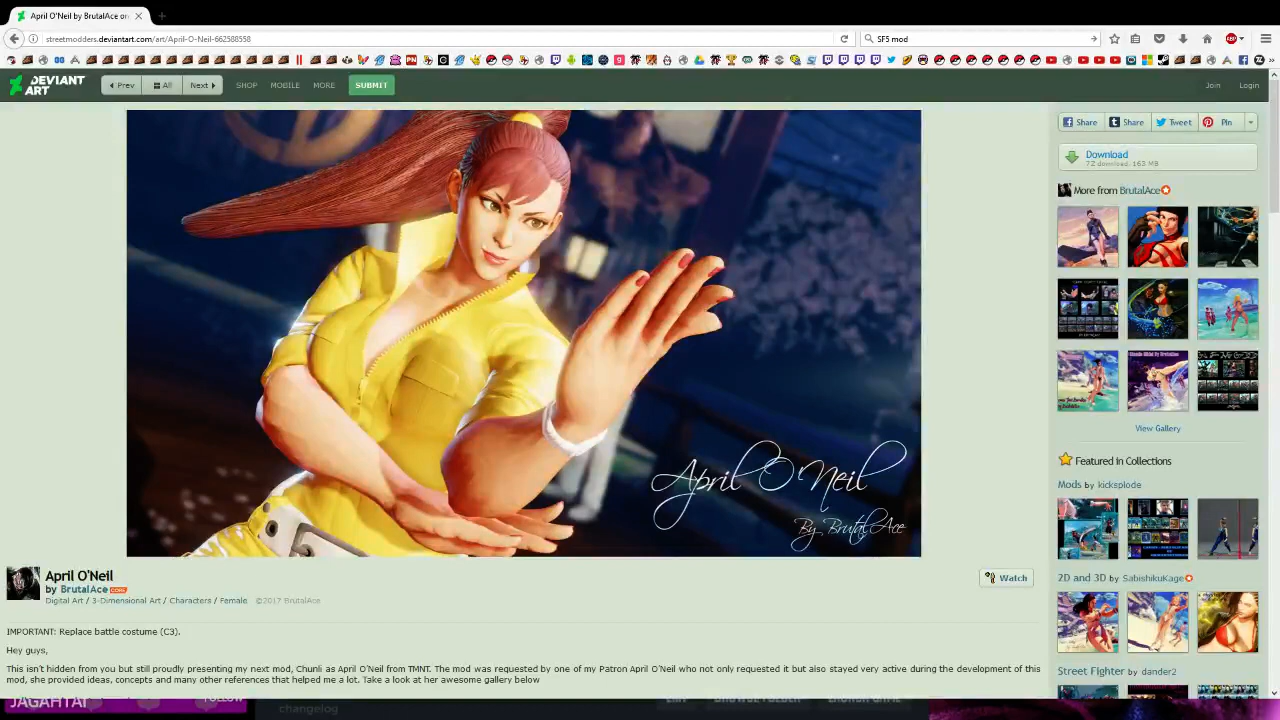 April O'Neil by BrutalAce on
streetmodders.deviantart.com/art/April-O-Neil-662588558
SF5 mod
DEVIANT ART
Prev
All
Next
SHOP
MOBILE
MORE
SUBMIT
Join
Login
Share
Share
Tweet
Pin
Download
7Z download, 163 MB
More from BrutalAce
View Gallery
Featured in Collections
Mods by kicksplode
2D and 3D by SabishikuKage
Street Fighter by dander2
April O'Neil
By BrutalAce
April O'Neil
by BrutalAce CORE
Watch
Digital Art / 3-Dimensional Art / Characters / Female ©2017 BrutalAce
IMPORTANT: Replace battle costume (C3).
Hey guys,
This isn't hidden from you but still proudly presenting my next mod, Chunli as April O'Neil from TMNT. The mod was requested by one of my Patron April O'Neil who not only requested it but also stayed very active during the development of this
mod, she provided ideas, concepts and many other references that helped me a lot. Take a look at her awesome gallery below
JAGAHTAI
FOLLOW
changelog